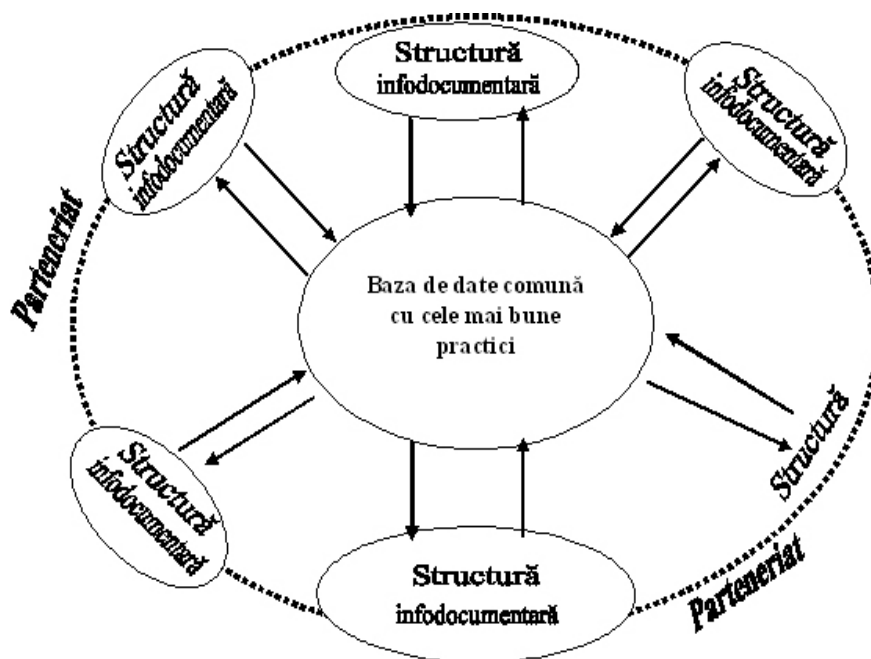 Structură
infodocumentară
Structură
infodocumentară
Structură
infodocumentară
Parteneriat
Baza de date comună
cu cele mai bune
practici
Structură
Structură
infodocumentară
Structură
infodocumentară
Parteneriat